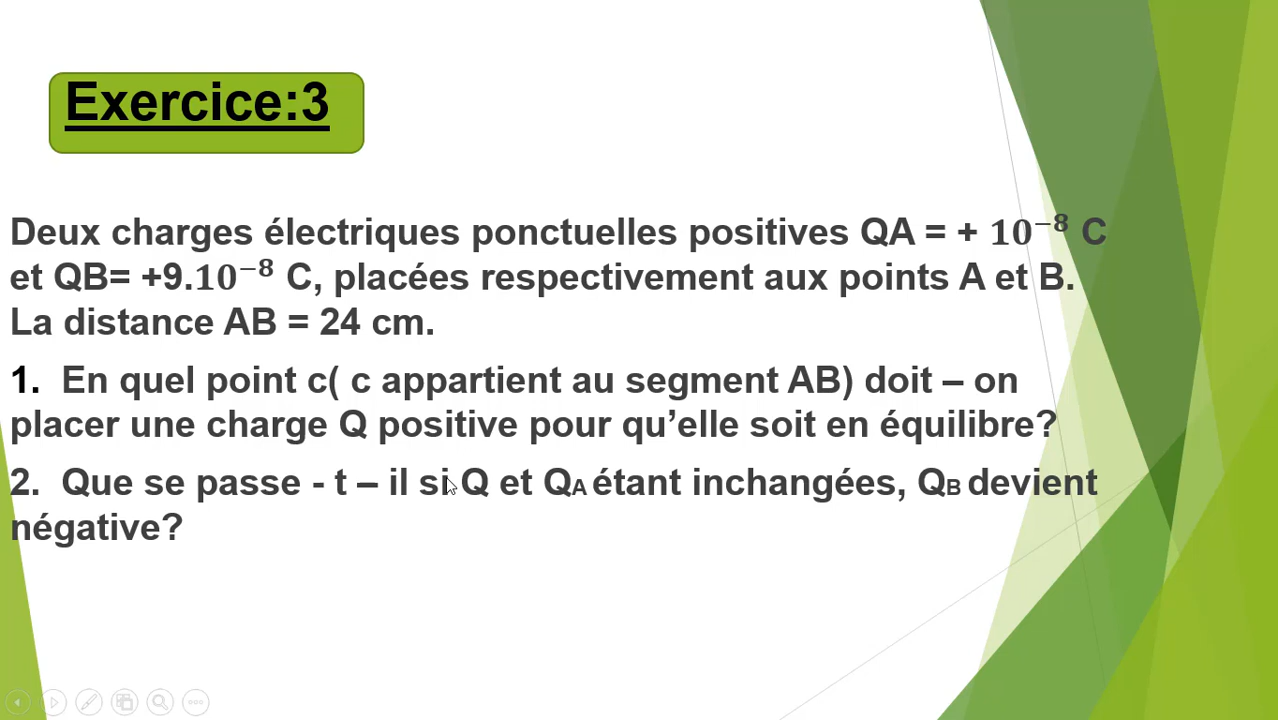 Exercice:3
Deux charges électriques ponctuelles positives QA = + 10⁻⁸ C
et QB= +9.10⁻⁸ C, placées respectivement aux points A et B.
La distance AB = 24 cm.
1. En quel point c( c appartient au segment AB) doit – on
placer une charge Q positive pour qu’elle soit en équilibre?
2. Que se passe - t – il si Q et QA étant inchangées, QB devient
négative?